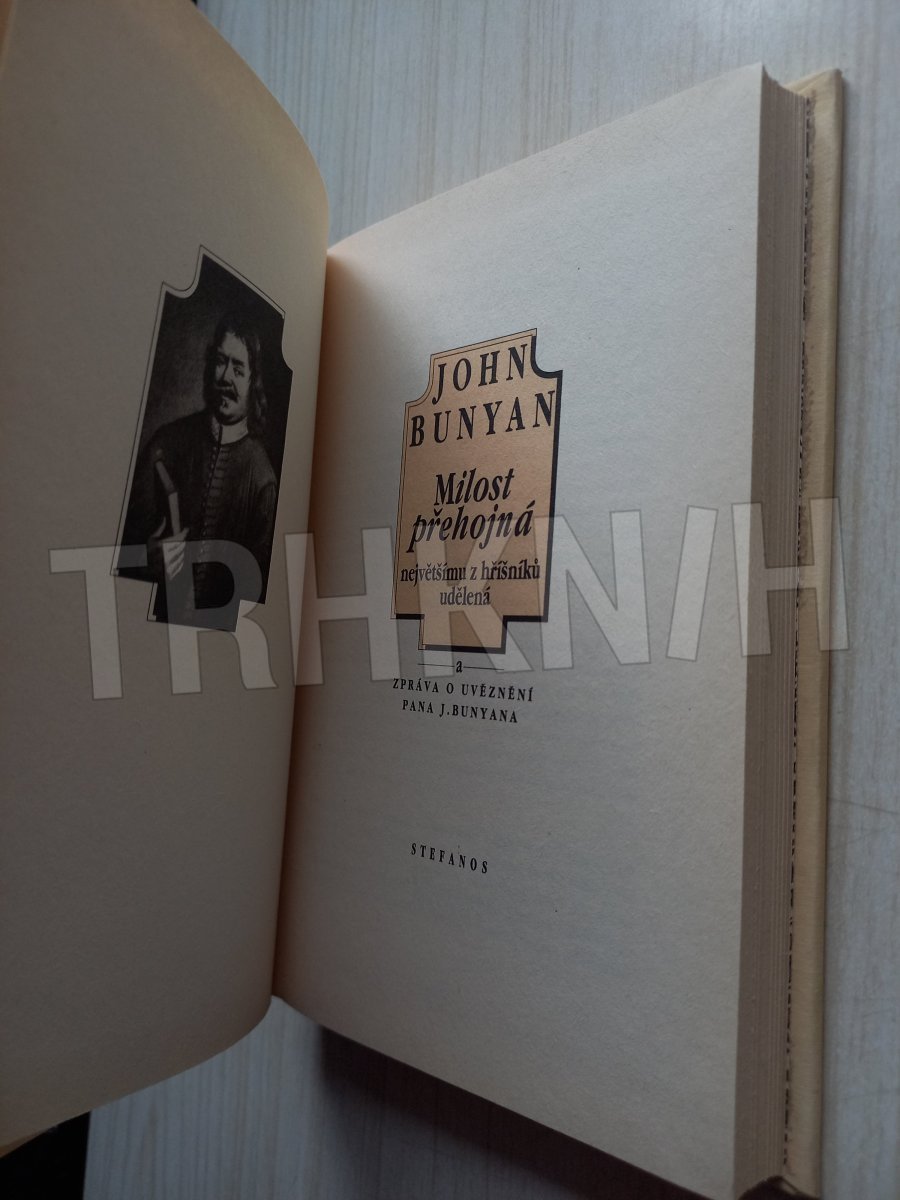 JOHN
BUNYAN
Milost
přehojná
největšímu z hříšníků
udělená
a
ZPRÁVA O UVĚZNĚNÍ
PANA J.BUNYANA
STEFANOS
TRHKNIH